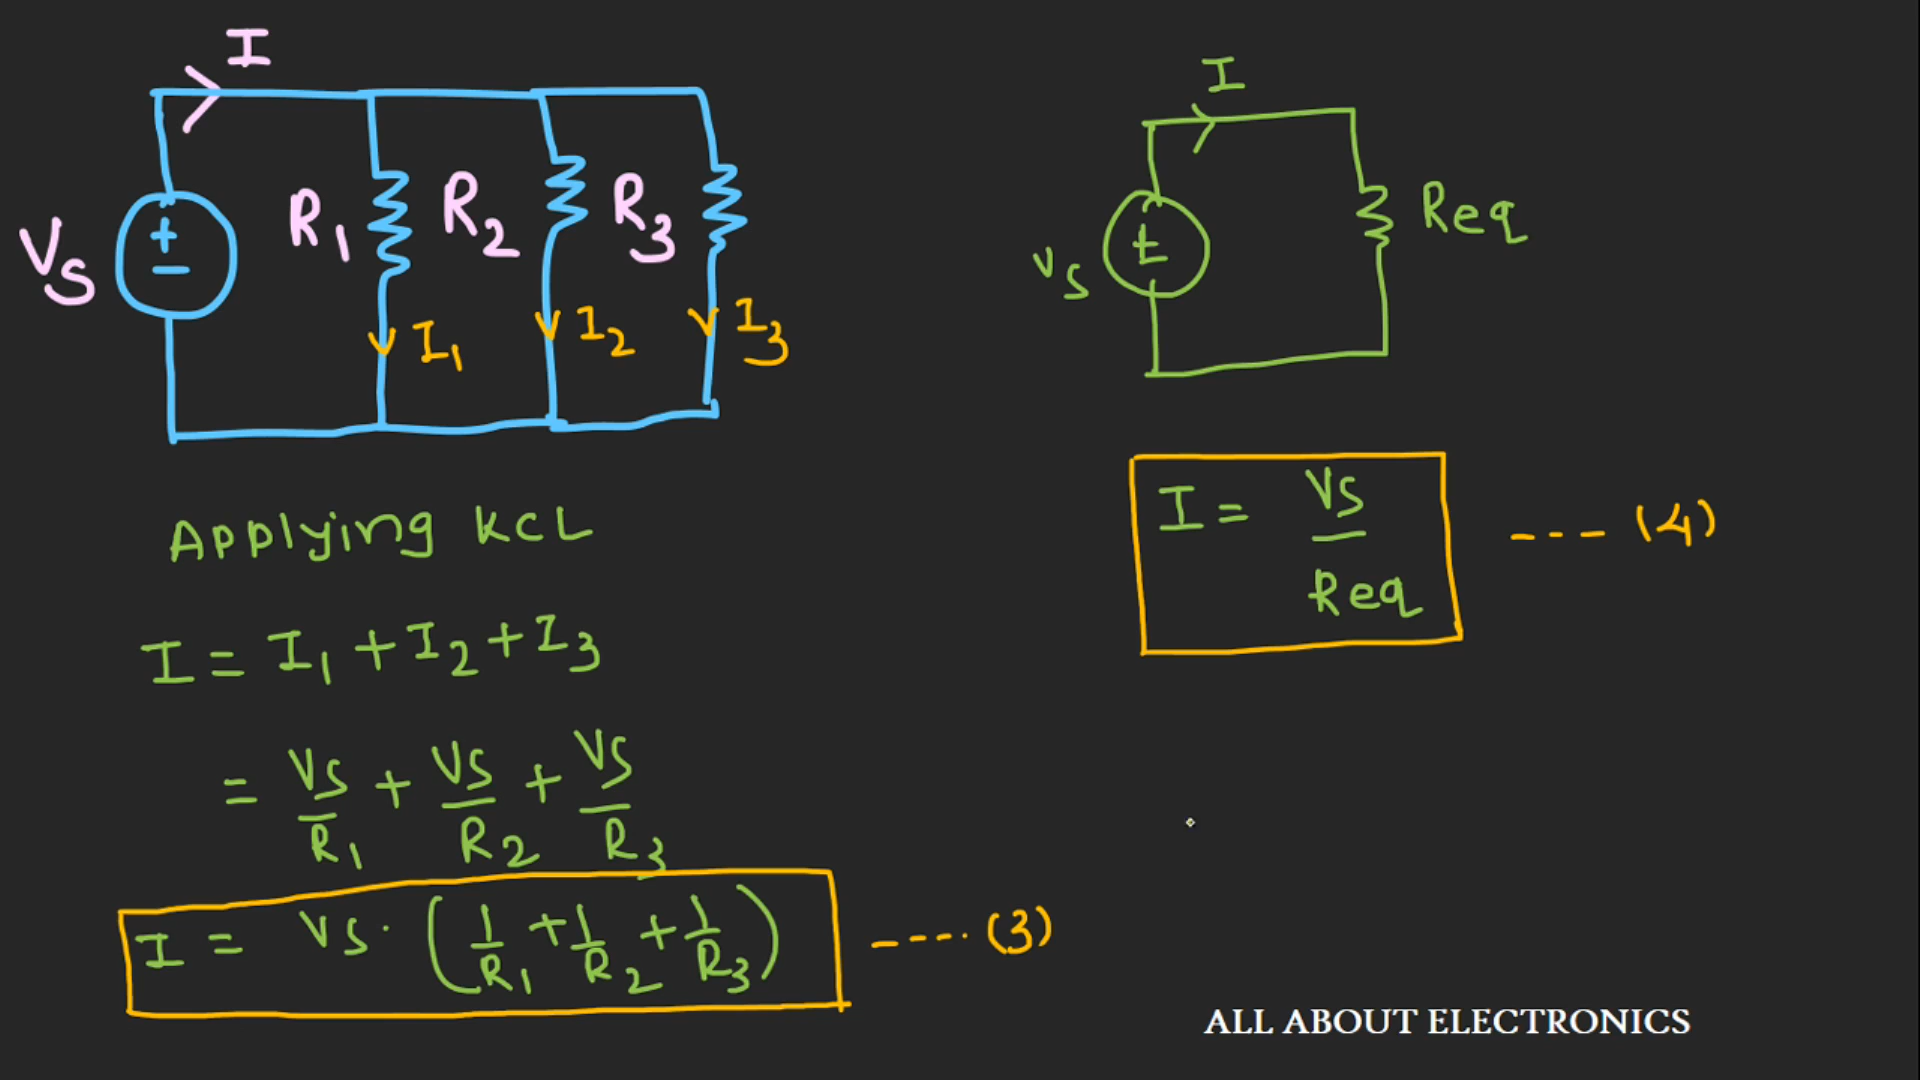 I
Vs
+
−
R1
R2
R3
I1
I2
I3
Applying KCL
I = I1 + I2 + I3
= Vs/R1 + Vs/R2 + Vs/R3
I = Vs · (1/R1 + 1/R2 + 1/R3) ---- (3)
I
Vs
±
Req
I = Vs/Req --- (4)
ALL ABOUT ELECTRONICS